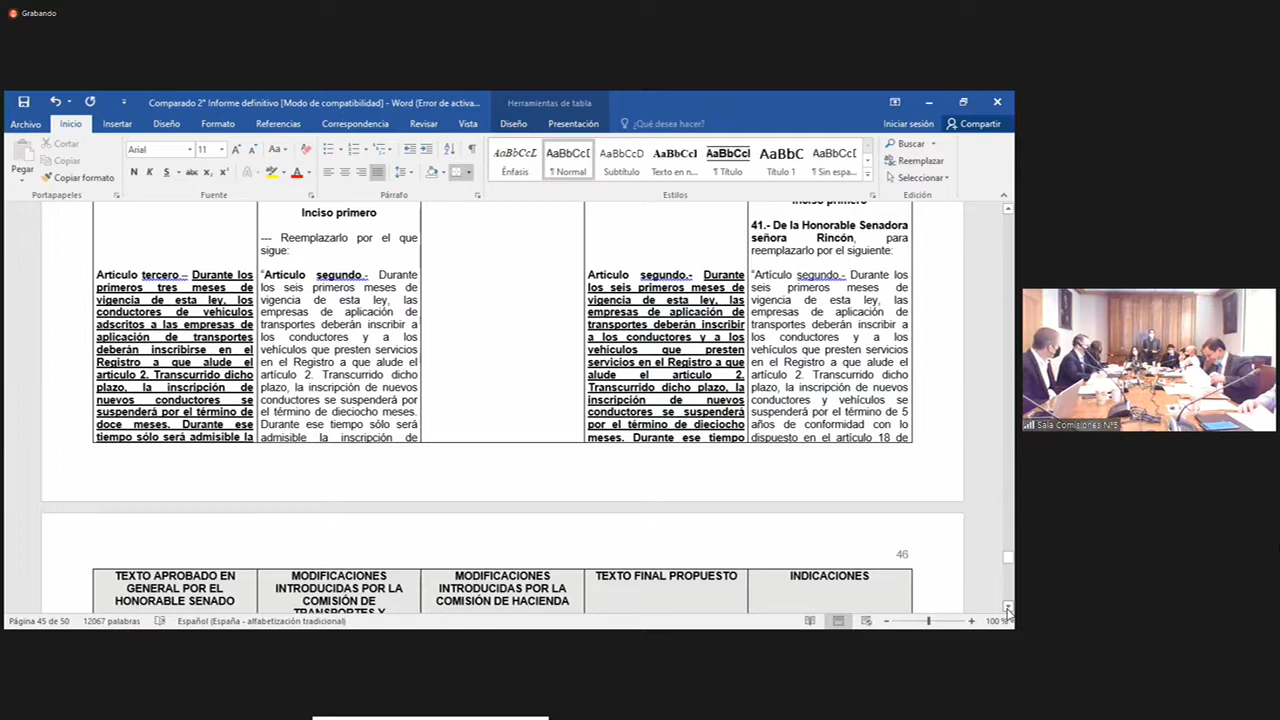 Grabando
Comparado 2° Informe definitivo [Modo de compatibilidad] - Word (Error de activa...
Herramientas de tabla
Archivo
Inicio
Insertar
Diseño
Formato
Referencias
Correspondencia
Revisar
Vista
Diseño
Presentación
¿Qué desea hacer?
Iniciar sesión
Compartir
Pegar
Cortar
Copiar
Copiar formato
Portapapeles
Arial
11
Fuente
Párrafo
AaBbCcL
Énfasis
AaBbCcD
¶ Normal
AaBbCcD
Subtítulo
AaBbCcI
Texto en n...
AaBbCcI
¶ Título
AaBbC
Título 1
AaBbCcI
¶ Sin espa...
Estilos
Buscar
Reemplazar
Seleccionar
Edición
Artículo tercero.– Durante los
primeros tres meses de
vigencia de esta ley, los
conductores de vehículos
adscritos a las empresas de
aplicación de transportes
deberán inscribirse en el
Registro a que alude el
artículo 2. Transcurrido dicho
plazo, la inscripción de
nuevos conductores se
suspenderá por el término de
doce meses. Durante ese
tiempo sólo será admisible la
Inciso primero
--- Reemplazarlo por el que
sigue:
“Artículo segundo.- Durante
los seis primeros meses de
vigencia de esta ley, las
empresas de aplicación de
transportes deberán inscribir a
los conductores y a los
vehículos que presten servicios
en el Registro a que alude el
artículo 2. Transcurrido dicho
plazo, la inscripción de nuevos
conductores se suspenderá por
el término de dieciocho meses.
Durante ese tiempo sólo será
admisible la inscripción de
Artículo segundo.- Durante
los seis primeros meses de
vigencia de esta ley, las
empresas de aplicación de
transportes deberán inscribir
a los conductores y a los
vehículos que presten
servicios en el Registro a que
alude el artículo 2.
Transcurrido dicho plazo, la
inscripción de nuevos
conductores se suspenderá
por el término de dieciocho
meses. Durante ese tiempo
Inciso primero
41.- De la Honorable Senadora
señora Rincón, para
reemplazarlo por el siguiente:
“Artículo segundo.- Durante los
seis primeros meses de
vigencia de esta ley, las
empresas de aplicación de
transportes deberán inscribir a
los conductores y a los
vehículos que presten servicios
en el Registro a que alude el
artículo 2. Transcurrido dicho
plazo, la inscripción de nuevos
conductores y vehículos se
suspenderá por el término de 5
años de conformidad con lo
dispuesto en el artículo 18 de
46
TEXTO APROBADO EN
GENERAL POR EL
HONORABLE SENADO
MODIFICACIONES
INTRODUCIDAS POR LA
COMISIÓN DE
TRANSPORTES Y
MODIFICACIONES
INTRODUCIDAS POR LA
COMISIÓN DE HACIENDA
TEXTO FINAL PROPUESTO
INDICACIONES
Página 45 de 50
12067 palabras
Español (España - alfabetización tradicional)
100 %
Sala Comisiones N°5